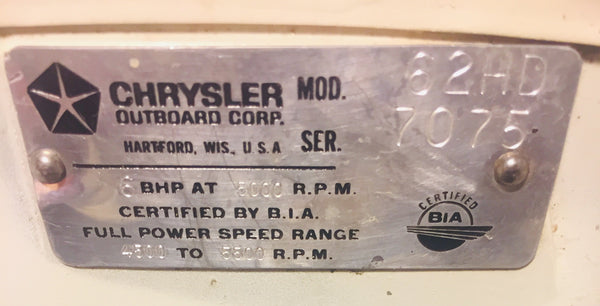 CHRYSLER MOD. 62HD
OUTBOARD CORP.
HARTFORD, WIS., U.S.A SER. 7075
6 BHP AT 5000 R.P.M.
CERTIFIED BY B.I.A.
FULL POWER SPEED RANGE
4500 TO 5500 R.P.M.
CERTIFIED
BIA